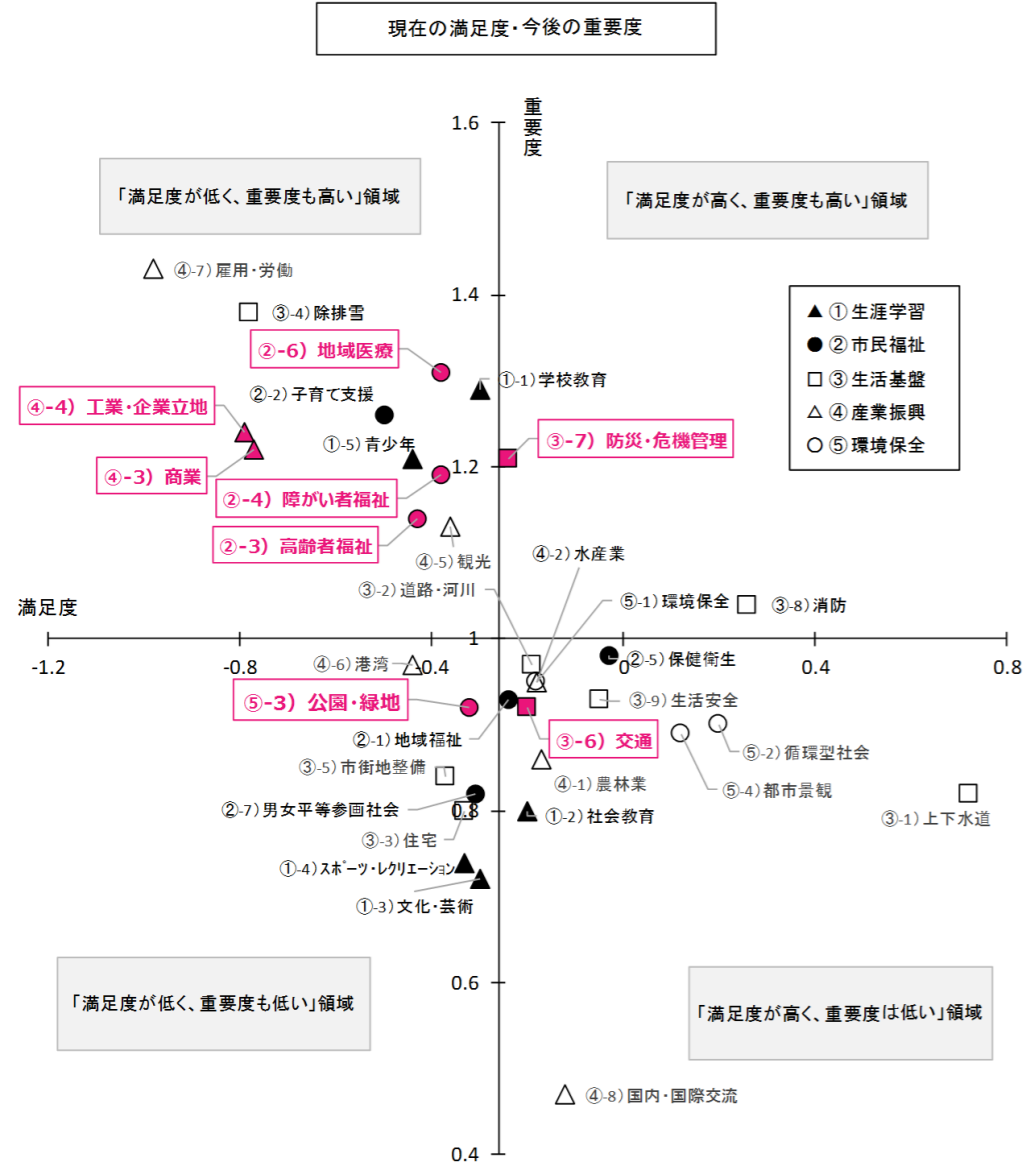 現在の満足度・今後の重要度
重要度
1.6
「満足度が低く、重要度も高い」領域
「満足度が高く、重要度も高い」領域
④-7）雇用・労働
1.4
③-4）除排雪
▲ ① 生涯学習
● ② 市民福祉
□ ③ 生活基盤
△ ④ 産業振興
○ ⑤ 環境保全
②-6）地域医療
①-1）学校教育
②-2）子育て支援
④-4）工業・企業立地
①-5）青少年
③-7）防災・危機管理
1.2
④-3）商業
②-4）障がい者福祉
②-3）高齢者福祉
④-5）観光
④-2）水産業
③-2）道路・河川
⑤-1）環境保全
③-8）消防
満足度
1
-1.2
-0.8
-0.4
0
0.4
0.8
④-6）港湾
②-5）保健衛生
⑤-3）公園・緑地
③-9）生活安全
②-1）地域福祉
③-6）交通
⑤-2）循環型社会
③-5）市街地整備
④-1）農林業
⑤-4）都市景観
②-7）男女平等参画社会
0.8
①-2）社会教育
③-1）上下水道
③-3）住宅
①-4）スポーツ・レクリエーション
①-3）文化・芸術
0.6
「満足度が低く、重要度も低い」領域
「満足度が高く、重要度は低い」領域
④-8）国内・国際交流
0.4